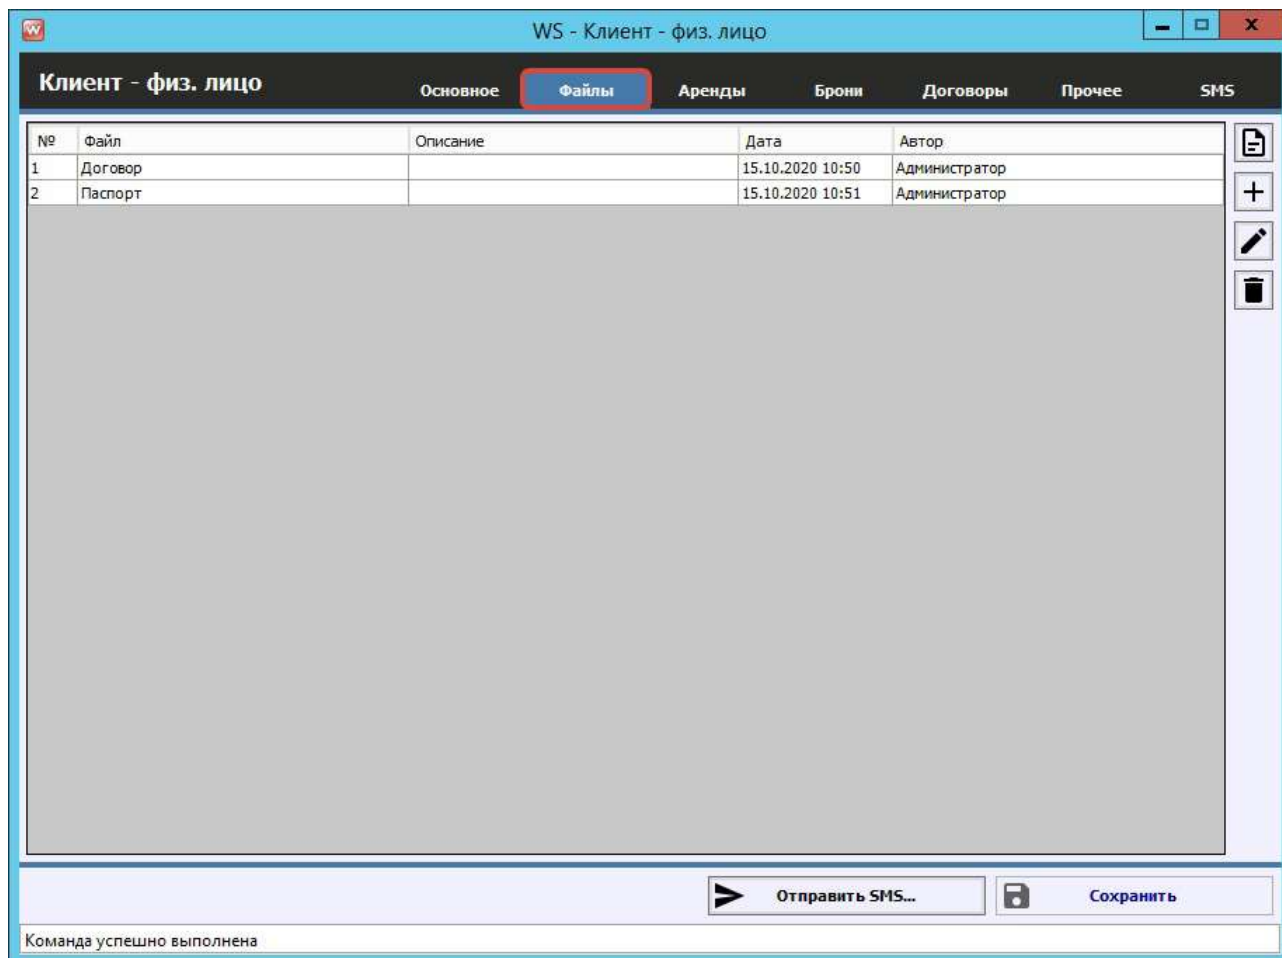 WS - Клиент - физ. лицо
Клиент - физ. лицо Основное Файлы Аренды Брони Договоры Прочее SMS
№ Файл Описание Дата Автор
1 Договор 15.10.2020 10:50 Администратор
2 Паспорт 15.10.2020 10:51 Администратор
Отправить SMS... Сохранить
Команда успешно выполнена